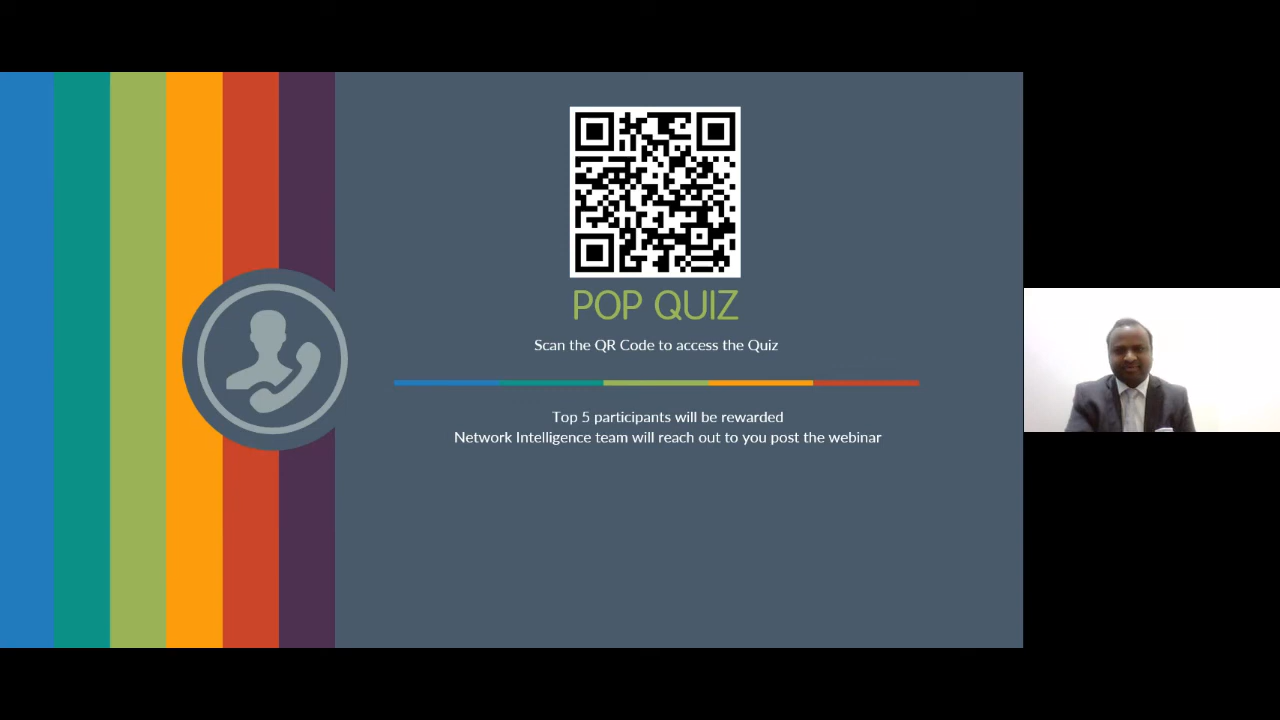 POP QUIZ
Scan the QR Code to access the Quiz
Top 5 participants will be rewarded
Network Intelligence team will reach out to you post the webinar